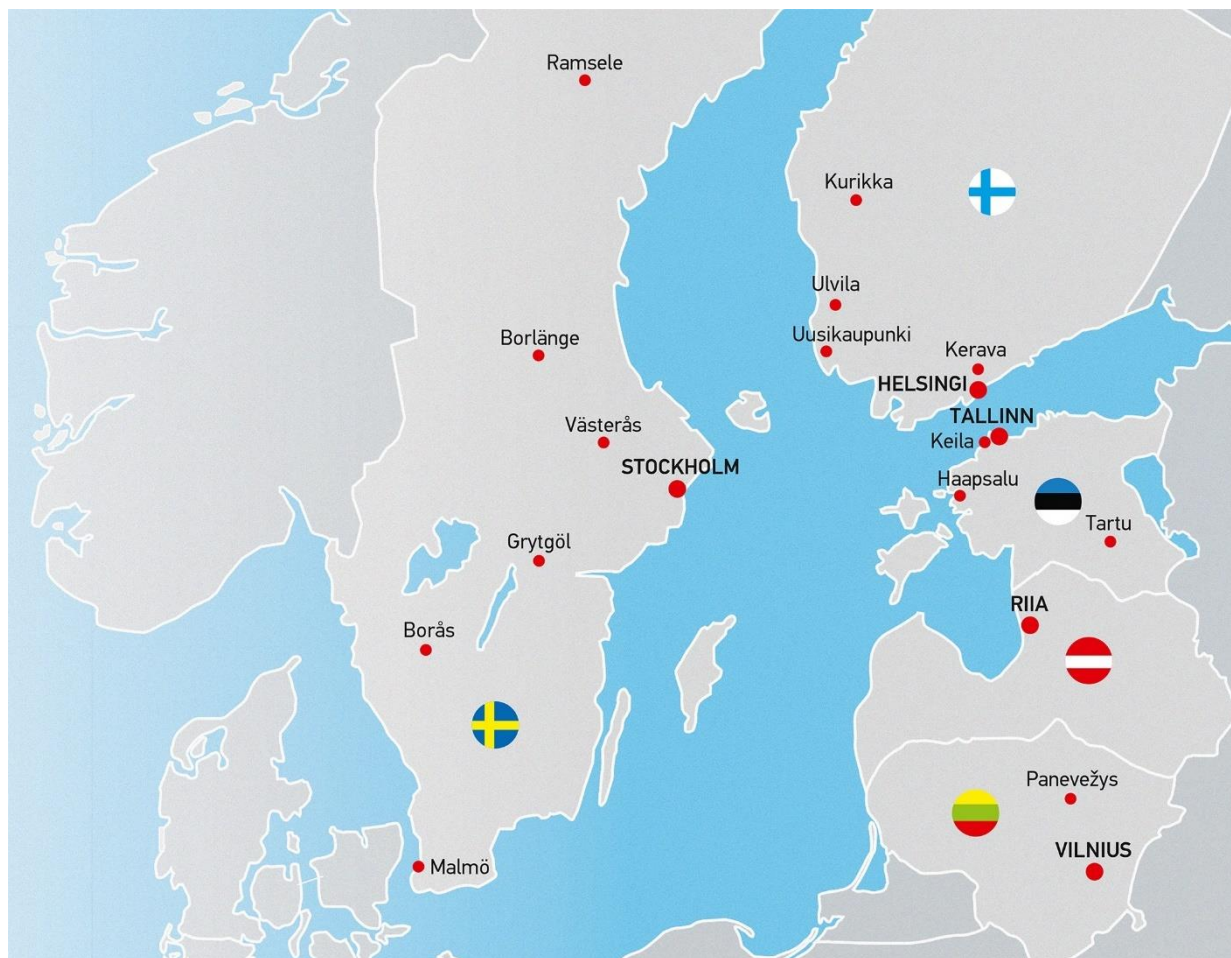 Ramsele
Kurikka
Ulvila
Uusikaupunki
Borlänge
Kerava
HELSINGI
TALLINN
Västerås
Keila
STOCKHOLM
Haapsalu
Tartu
Grytgöl
RIIA
Borås
Panevežys
VILNIUS
Malmö